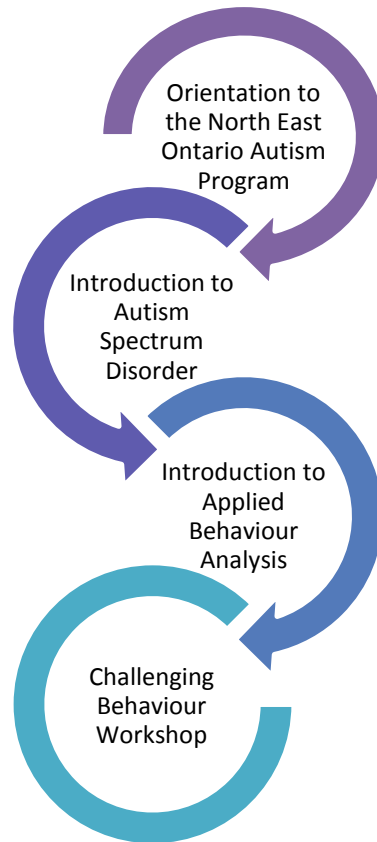 Orientation to
the North East
Ontario Autism
Program
Introduction to
Autism
Spectrum
Disorder
Introduction to
Applied
Behaviour
Analysis
Challenging
Behaviour
Workshop